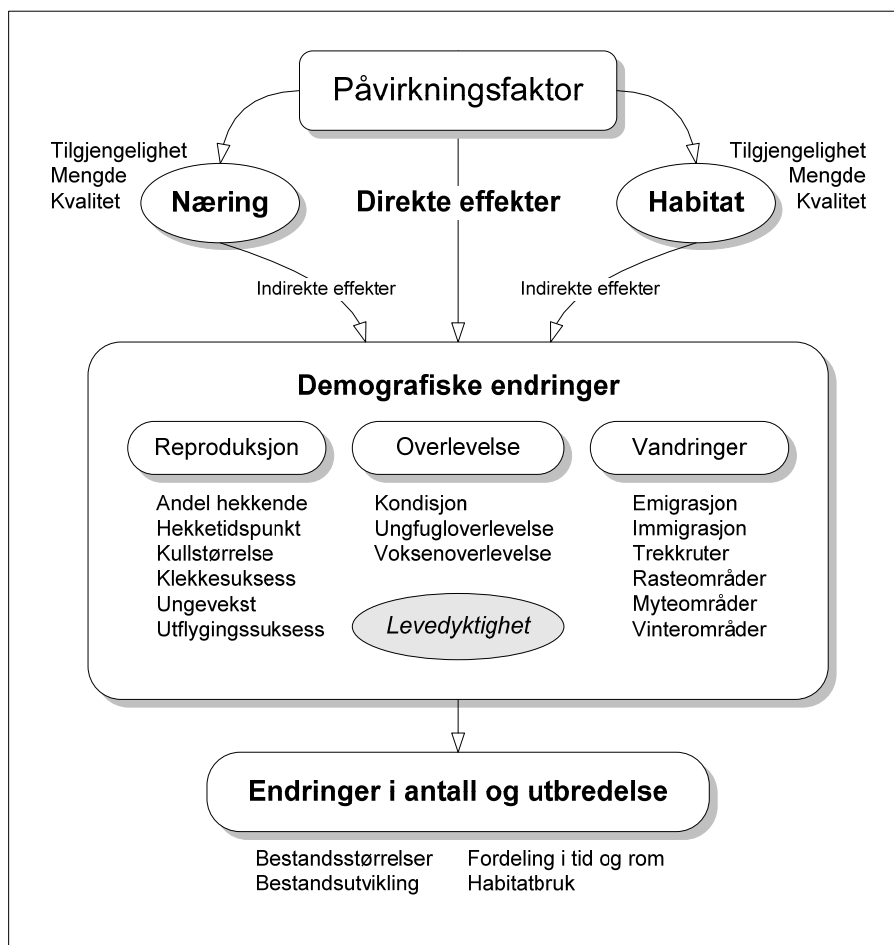 Påvirkningsfaktor
Tilgjengelighet
Mengde
Kvalitet
Næring
Direkte effekter
Habitat
Tilgjengelighet
Mengde
Kvalitet
Indirekte effekter
Indirekte effekter
Demografiske endringer
Reproduksjon
Andel hekkende
Hekketidspunkt
Kullstørrelse
Klekkesuksess
Ungevekst
Utflygingssuksess
Overlevelse
Kondisjon
Ungfugloverlevelse
Voksenoverlevelse
Levedyktighet
Vandringer
Emigrasjon
Immigrasjon
Trekkruter
Rasteområder
Myteområder
Vinterområder
Endringer i antall og utbredelse
Bestandsstørrelser
Bestandsutvikling
Fordeling i tid og rom
Habitatbruk